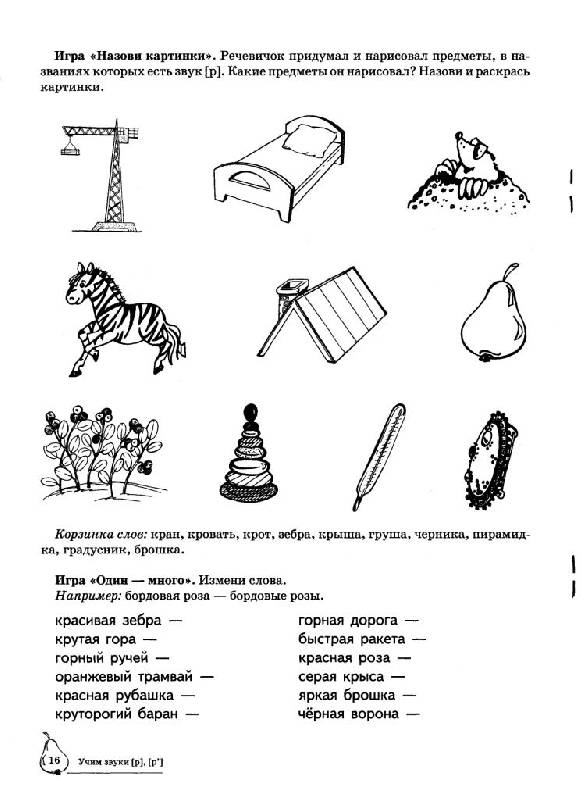 Игра «Назови картинки». Речевичок придумал и нарисовал предметы, в на-
званиях которых есть звук [р]. Какие предметы он нарисовал? Назови и раскрась
картинки.
Корзинка слов: кран, кровать, крот, зебра, крыша, груша, черника, пирамид-
ка, градусник, брошка.
Игра «Один — много». Измени слова.
Например: бордовая роза — бордовые розы.
красивая зебра —
крутая гора —
горный ручей —
оранжевый трамвай —
красная рубашка —
круторогий баран —
горная дорога —
быстрая ракета —
красная роза —
серая крыса —
яркая брошка —
чёрная ворона —
16 Учим звуки [р], [р']